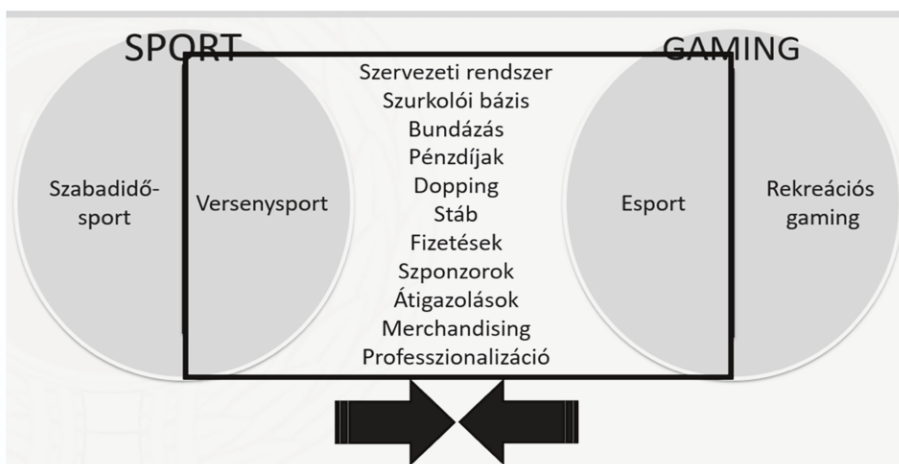 SPORT
GAMING
Szabadidő-
sport
Versenysport
Szervezeti rendszer
Szurkolói bázis
Bundázás
Pénzdíjak
Dopping
Stáb
Fizetések
Szponzorok
Átigazolások
Merchandising
Professzionalizáció
Esport
Rekreációs
gaming